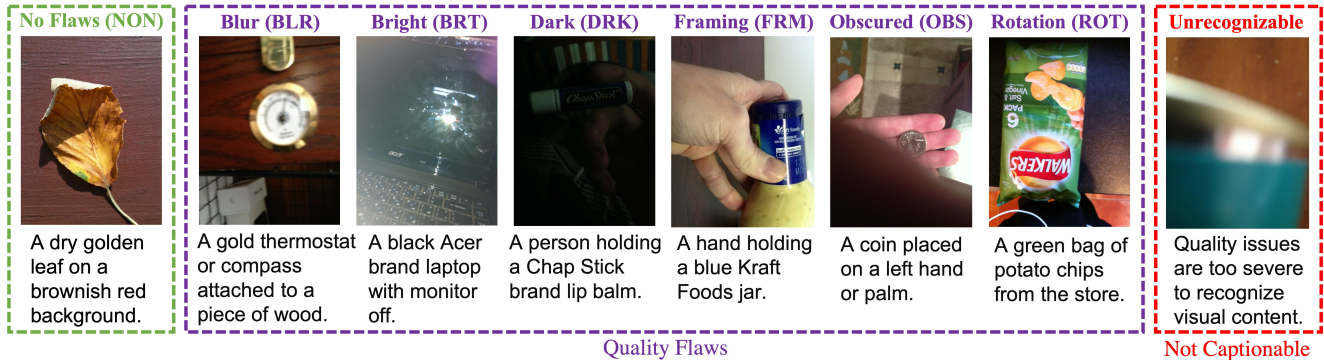 No Flaws (NON)
Blur (BLR)
Bright (BRT)
Dark (DRK)
Framing (FRM)
Obscured (OBS)
Rotation (ROT)
Unrecognizable
acer
ChapStick
Salt &
Vinegar
6
PACK
WALKERS
A dry golden
leaf on a
brownish red
background.
A gold thermostat
or compass
attached to a
piece of wood.
A black Acer
brand laptop
with monitor
off.
A person holding
a Chap Stick
brand lip balm.
A hand holding
a blue Kraft
Foods jar.
A coin placed
on a left hand
or palm.
A green bag of
potato chips
from the store.
Quality issues
are too severe
to recognize
visual content.
Quality Flaws
Not Captionable